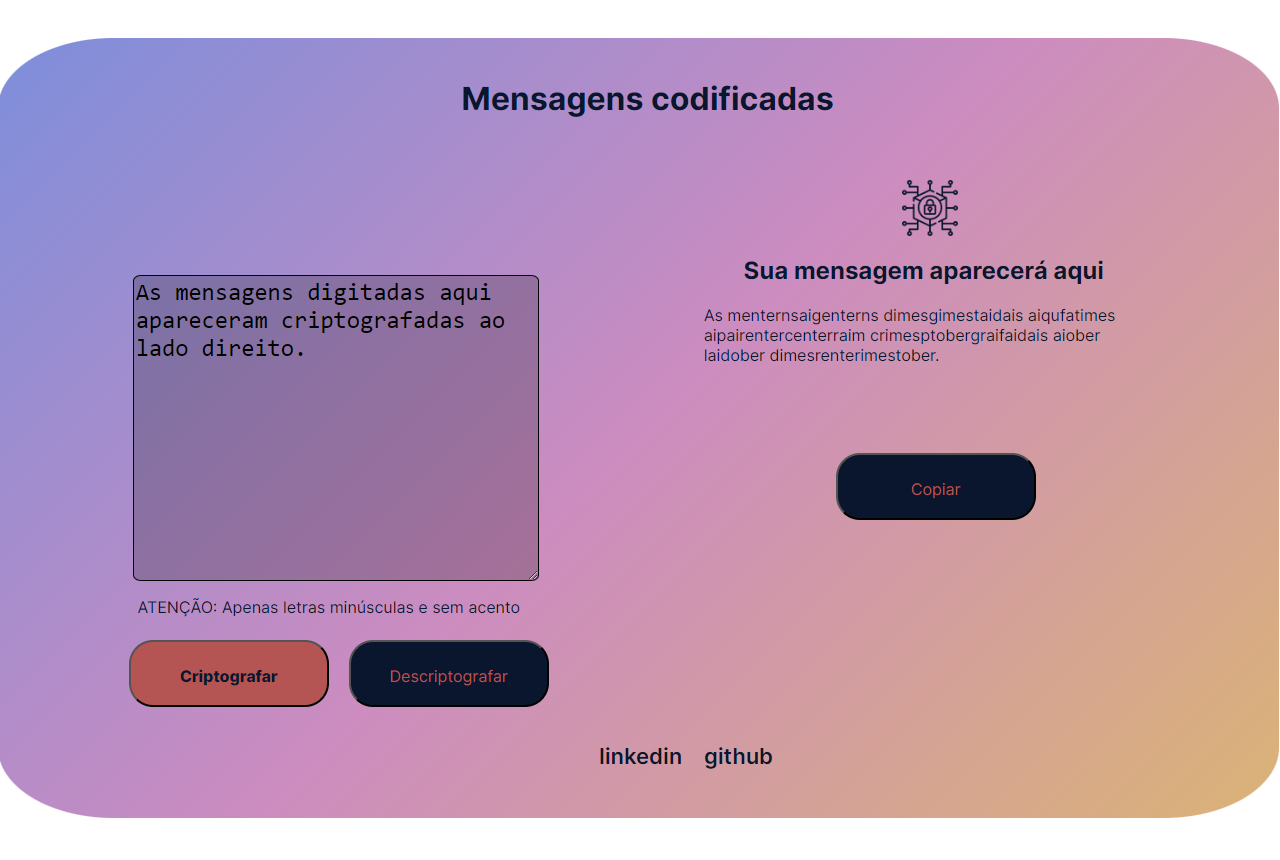 Mensagens codificadas
As mensagens digitadas aqui
apareceram criptografadas ao
lado direito.
ATENÇÃO: Apenas letras minúsculas e sem acento
Criptografar
Descriptografar
Sua mensagem aparecerá aqui
As menternsaigenterns dimesgimestaidais aiqufatimes
aipairentercenterraim crimesptobergraifaidais aiober
laidober dimesrenterimestober.
Copiar
linkedin github